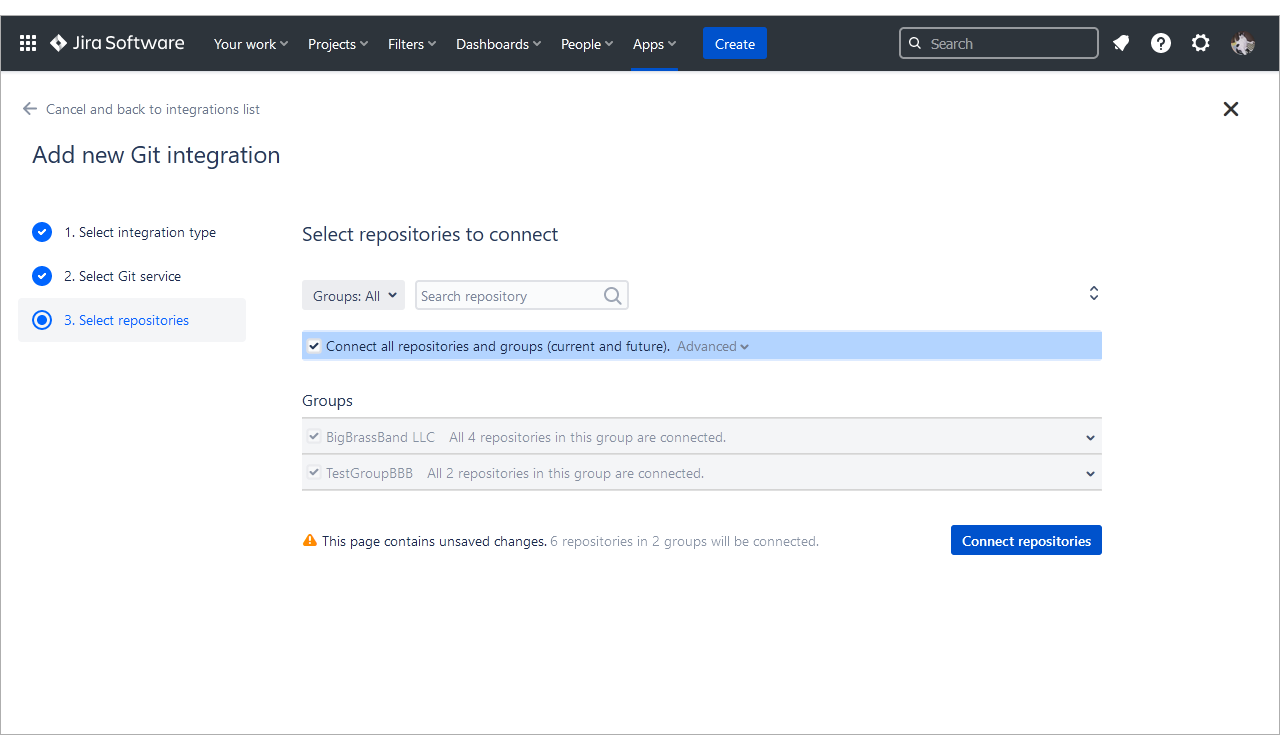 Jira Software Your work Projects Filters Dashboards People Apps Create Search
Cancel and back to integrations list
Add new Git integration
1. Select integration type
2. Select Git service
3. Select repositories
Select repositories to connect
Groups: All Search repository
Connect all repositories and groups (current and future). Advanced
Groups
BigBrassBand LLC All 4 repositories in this group are connected.
TestGroupBBB All 2 repositories in this group are connected.
This page contains unsaved changes. 6 repositories in 2 groups will be connected. Connect repositories